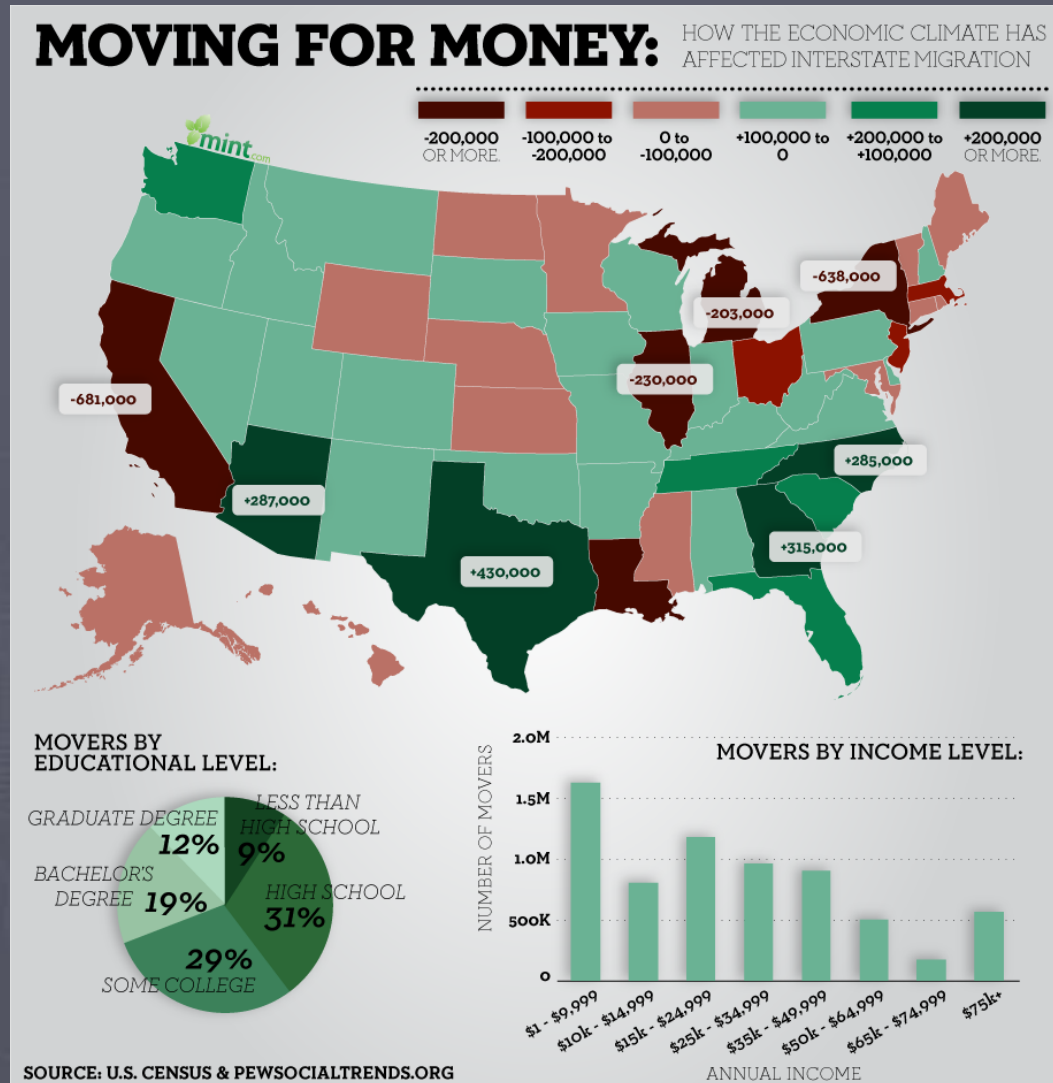 MOVING FOR MONEY:
HOW THE ECONOMIC CLIMATE HAS
AFFECTED INTERSTATE MIGRATION
-200,000
OR MORE.
-100,000 to
-200,000
0 to
-100,000
+100,000 to
0
+200,000 to
+100,000
+200,000
OR MORE.
mint.com
-638,000
-203,000
-230,000
-681,000
+285,000
+287,000
+315,000
+430,000
MOVERS BY
EDUCATIONAL LEVEL:
LESS THAN
HIGH SCHOOL
9%
HIGH SCHOOL
31%
29%
SOME COLLEGE
BACHELOR'S
DEGREE
19%
GRADUATE DEGREE
12%
MOVERS BY INCOME LEVEL:
NUMBER OF MOVERS
2.0M
1.5M
1.0M
500K
0
$1 - $9,999
$10k - $14,999
$15k - $24,999
$25k - $34,999
$35k - $49,999
$50k - $64,999
$65k - $74,999
$75k+
ANNUAL INCOME
SOURCE: U.S. CENSUS & PEWSOCIALTRENDS.ORG